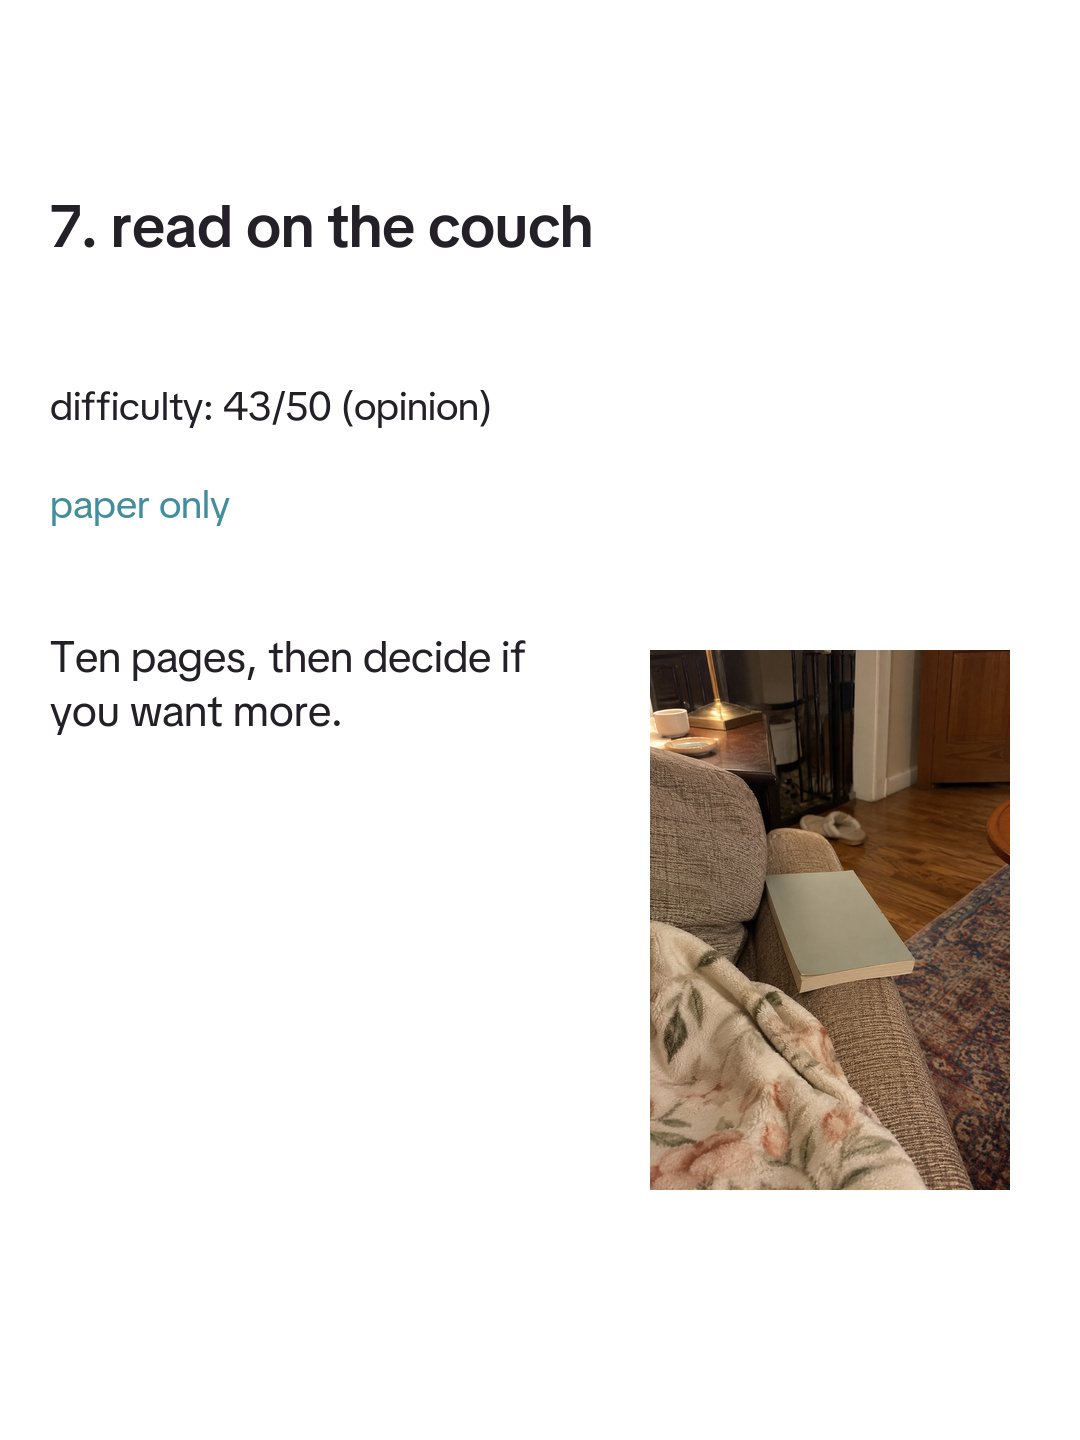 7. read on the couch
difficulty: 43/50 (opinion)
paper only
Ten pages, then decide if
you want more.